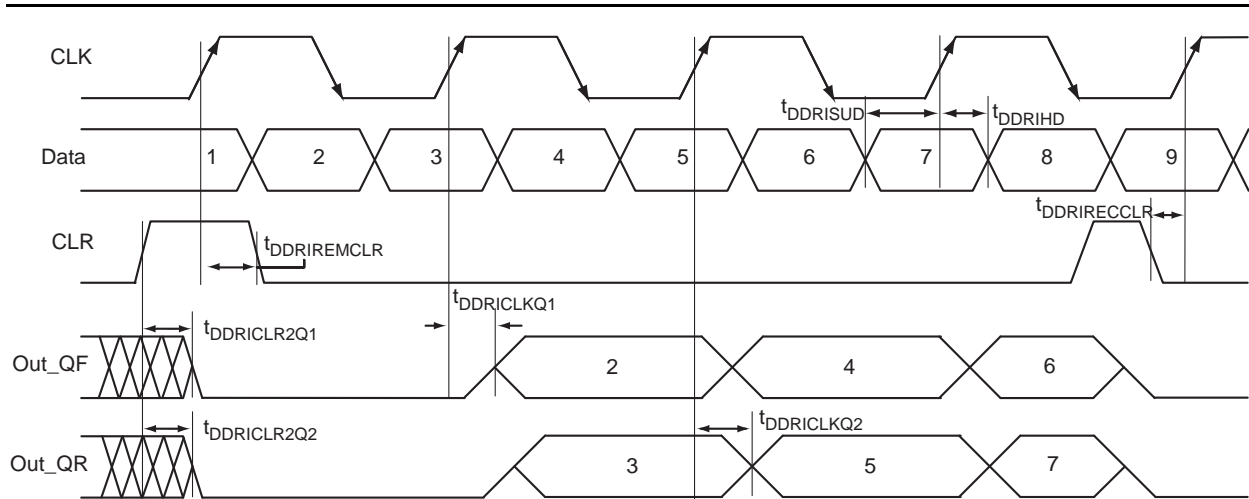 CLK
tDDRISUD
tDDRIHD
Data
1 2 3 4 5 6 7 8 9
CLR
tDDRIREMCLR
tDDRIRECCLR
tDDRICLKQ1
tDDRICLR2Q1
Out_QF
2 4 6
tDDRICLR2Q2
tDDRICLKQ2
Out_QR
3 5 7